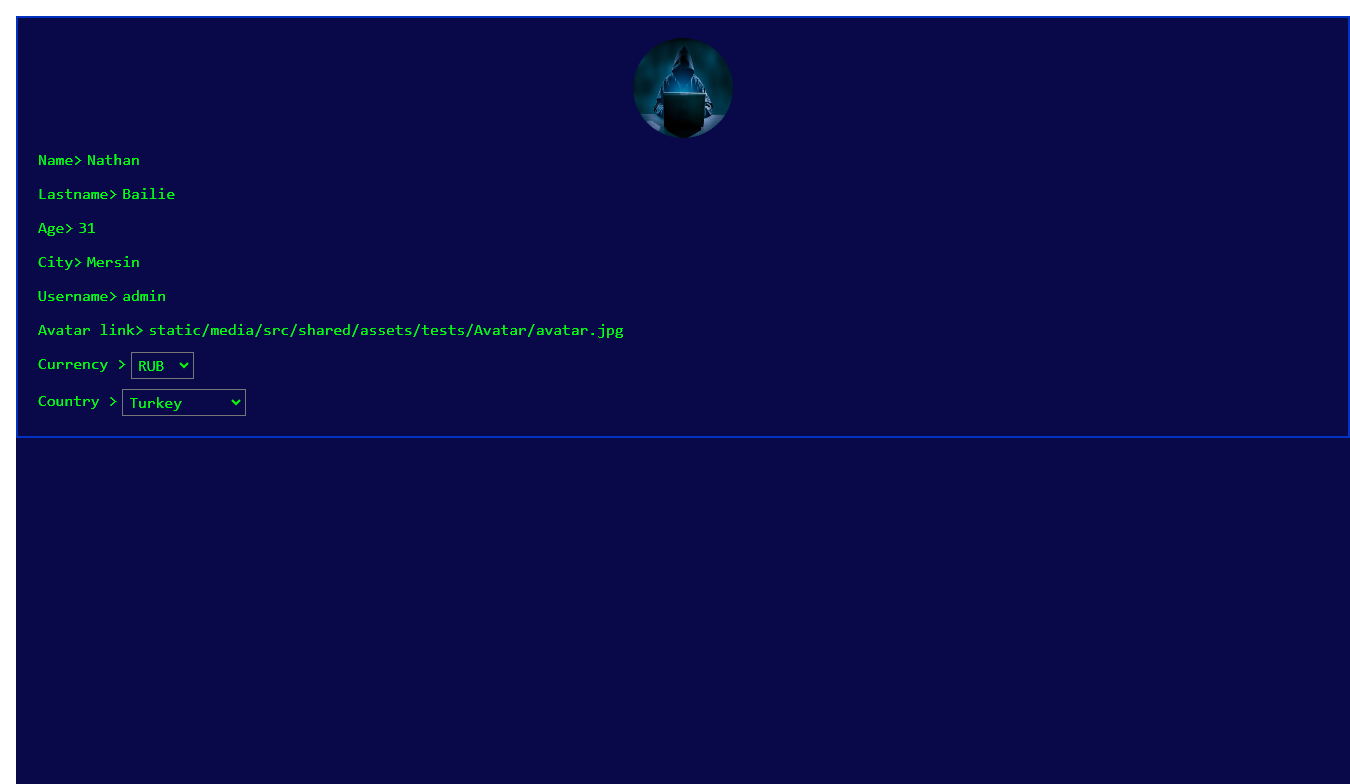 Name> Nathan
Lastname> Bailie
Age> 31
City> Mersin
Username> admin
Avatar link> static/media/src/shared/assets/tests/Avatar/avatar.jpg
Currency > RUB
Country > Turkey